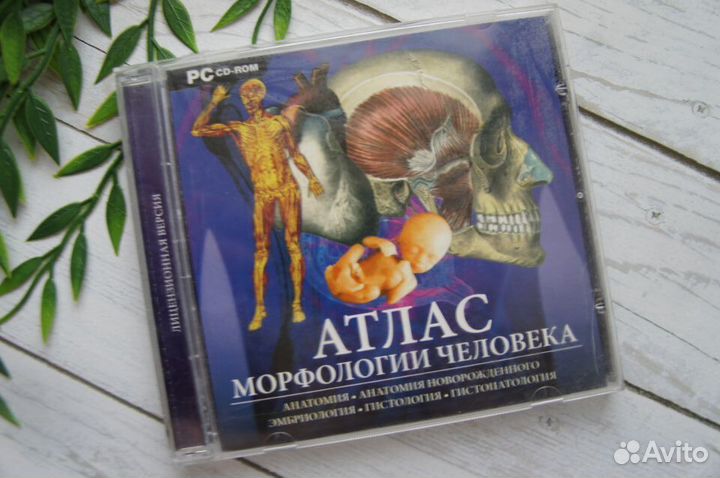 PC CD-ROM
ЛИЦЕНЗИОННАЯ ВЕРСИЯ
АТЛАС
МОРФОЛОГИИ ЧЕЛОВЕКА
АНАТОМИЯ • АНАТОМИЯ НОВОРОЖДЕННОГО
ЭМБРИОЛОГИЯ • ГИСТОЛОГИЯ • ГИСТОПАТОЛОГИЯ
Avito